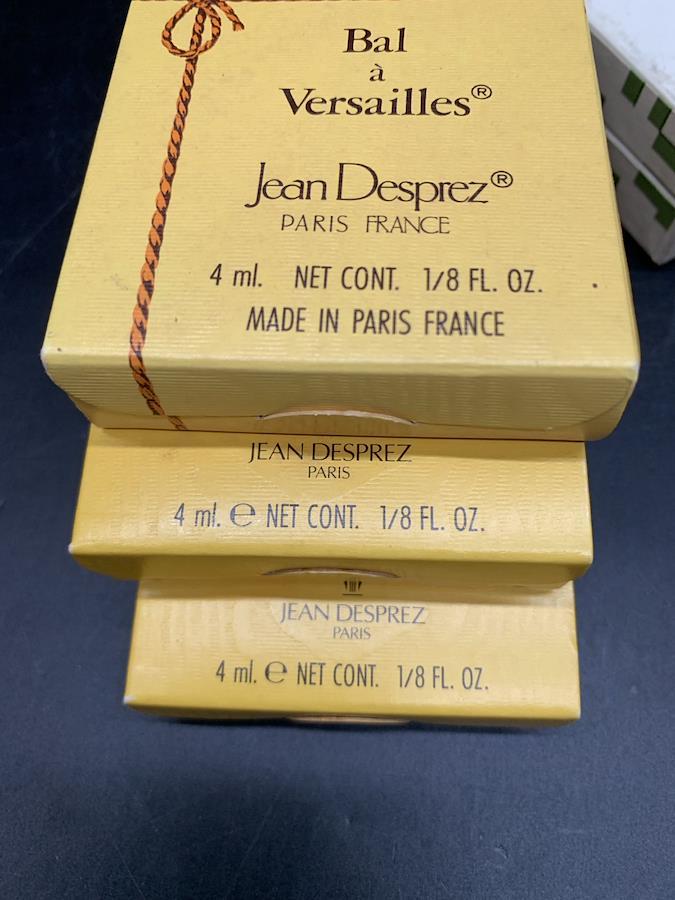 Bal
à
Versailles®
Jean Desprez®
PARIS FRANCE
4 ml. NET CONT. 1/8 FL. OZ.
MADE IN PARIS FRANCE
JEAN DESPREZ
PARIS
4 ml. ℮ NET CONT. 1/8 FL. OZ.
JEAN DESPREZ
PARIS
4 ml. ℮ NET CONT. 1/8 FL. OZ.